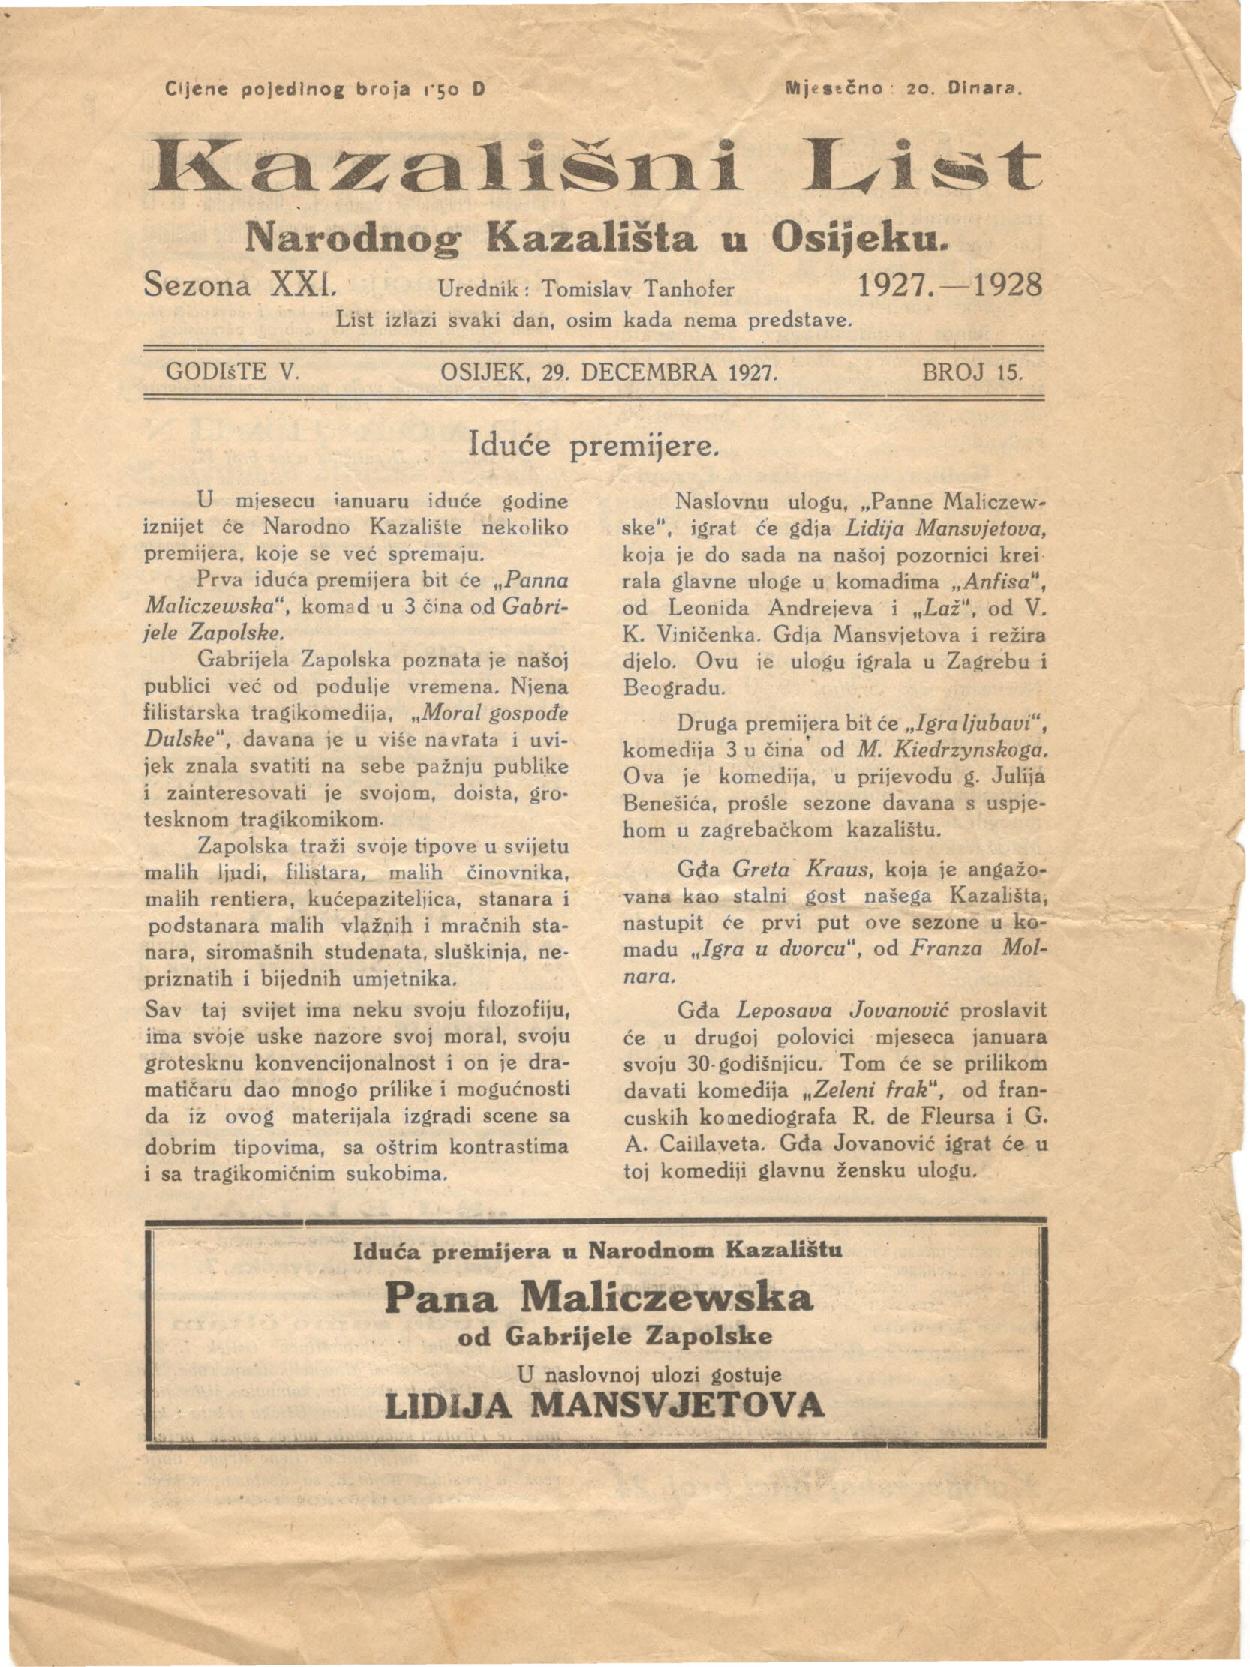 Cijene pojedinog broja 1·50 D
Mjesečno: 20. Dinara.
Kazališni List
Narodnog Kazališta u Osijeku.
Sezona XXI.
Urednik: Tomislav Tanhofer
1927.—1928
List izlazi svaki dan, osim kada nema predstave.
GODIšTE V.
OSIJEK, 29. DECEMBRA 1927.
BROJ 15.
Iduće premijere.
U mjesecu januaru iduće godine
iznijet će Narodno Kazalište nekoliko
premijera, koje se već spremaju.
Prva iduća premijera bit će „Panna
Maliczewska“, komad u 3 čina od Gabri-
jele Zapolske.
Gabrijela Zapolska poznata je našoj
publici već od podulje vremena. Njena
filistarska tragikomedija, „Moral gospođe
Dulske“, davana je u više navrata i uvi-
jek znala svatiti na sebe pažnju publike
i zainteresovati je svojom, doista, gro-
tesknom tragikomikom.
Zapolska traži svoje tipove u svijetu
malih ljudi, filistara, malih činovnika,
malih rentiera, kućepaziteljica, stanara i
podstanara malih vlažnih i mračnih sta-
nara, siromašnih studenata, sluškinja, ne-
priznatih i bijednih umjetnika.
Sav taj svijet ima neku svoju filozofiju,
ima svoje uske nazore svoj moral, svoju
grotesknu konvencijonalnost i on je dra-
matičaru dao mnogo prilike i mogućnosti
da iz ovog materijala izgradi scene sa
dobrim tipovima, sa oštrim kontrastima
i sa tragikomičnim sukobima.
Naslovnu ulogu, „Panne Maliczew-
ske“, igrat će gdja Lidija Mansvjetova,
koja je do sada na našoj pozornici krei-
rala glavne uloge u komadima „Anfisa“,
od Leonida Andrejeva i „Laž“, od V.
K. Viničenka. Gdja Mansvjetova i režira
djelo. Ovu je ulogu igrala u Zagrebu i
Beogradu.
Druga premijera bit će „Igra ljubavi“,
komedija 3 u čina od M. Kiedrzynskoga.
Ova je komedija, u prijevodu g. Julija
Benešića, prošle sezone davana s uspje-
hom u zagrebačkom kazalištu.
Gđa Greta Kraus, koja je angažo-
vana kao stalni gost našega Kazališta,
nastupit će prvi put ove sezone u ko-
madu „Igra u dvorcu“, od Franza Mol-
nara.
Gđa Leposava Jovanović proslavit
će u drugoj polovici mjeseca januara
svoju 30-godišnjicu. Tom će se prilikom
davati komedija „Zeleni frak“, od fran-
cuskih komediografa R. de Fleursa i G.
A. Caillaveta. Gđa Jovanović igrat će u
toj komediji glavnu žensku ulogu.
Iduća premijera u Narodnom Kazalištu
Pana Maliczewska
od Gabrijele Zapolske
U naslovnoj ulozi gostuje
LIDIJA MANSVJETOVA